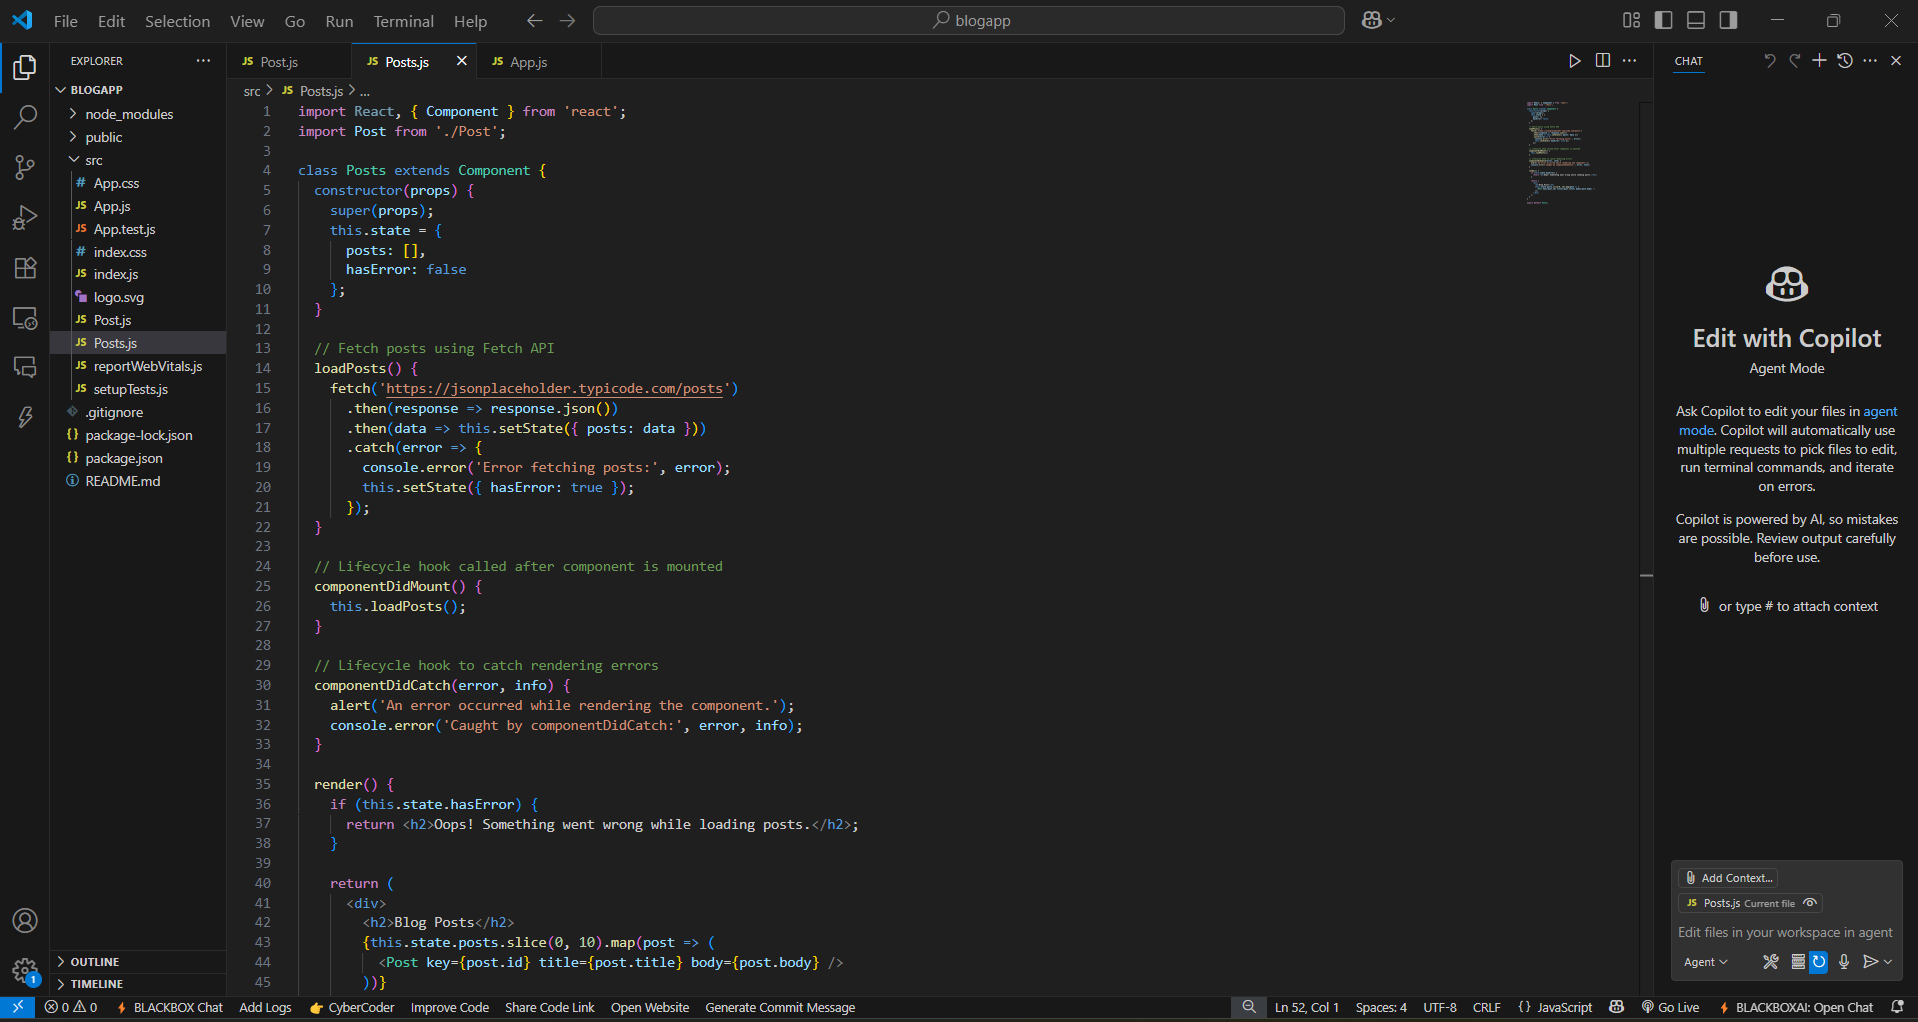 File Edit Selection View Go Run Terminal Help
blogapp
EXPLORER
BLOGAPP
node_modules
public
src
# App.css
JS App.js
JS App.test.js
# index.css
JS index.js
logo.svg
JS Post.js
JS Posts.js
JS reportWebVitals.js
JS setupTests.js
.gitignore
{} package-lock.json
{} package.json
README.md
OUTLINE
TIMELINE
JS Post.js
JS Posts.js
JS App.js
src > JS Posts.js > ...
1 import React, { Component } from 'react';
2 import Post from './Post';
3
4 class Posts extends Component {
5 constructor(props) {
6 super(props);
7 this.state = {
8 posts: [],
9 hasError: false
10 };
11 }
12
13 // Fetch posts using Fetch API
14 loadPosts() {
15 fetch('https://jsonplaceholder.typicode.com/posts')
16 .then(response => response.json())
17 .then(data => this.setState({ posts: data }))
18 .catch(error => {
19 console.error('Error fetching posts:', error);
20 this.setState({ hasError: true });
21 });
22 }
23
24 // Lifecycle hook called after component is mounted
25 componentDidMount() {
26 this.loadPosts();
27 }
28
29 // Lifecycle hook to catch rendering errors
30 componentDidCatch(error, info) {
31 alert('An error occurred while rendering the component.');
32 console.error('Caught by componentDidCatch:', error, info);
33 }
34
35 render() {
36 if (this.state.hasError) {
37 return <h2>Oops! Something went wrong while loading posts.</h2>;
38 }
39
40 return (
41 <div>
42 <h2>Blog Posts</h2>
43 {this.state.posts.slice(0, 10).map(post => (
44 <Post key={post.id} title={post.title} body={post.body} />
45 ))}
CHAT
Edit with Copilot
Agent Mode
Ask Copilot to edit your files in agent
mode. Copilot will automatically use
multiple requests to pick files to edit,
run terminal commands, and iterate
on errors.
Copilot is powered by AI, so mistakes
are possible. Review output carefully
before use.
or type # to attach context
Add Context...
JS Posts.js Current file
Edit files in your workspace in agent
Agent
1
0 0 BLACKBOX Chat Add Logs CyberCoder Improve Code Share Code Link Open Website Generate Commit Message
Ln 52, Col 1 Spaces: 4 UTF-8 CRLF {} JavaScript Go Live BLACKBOXAI: Open Chat